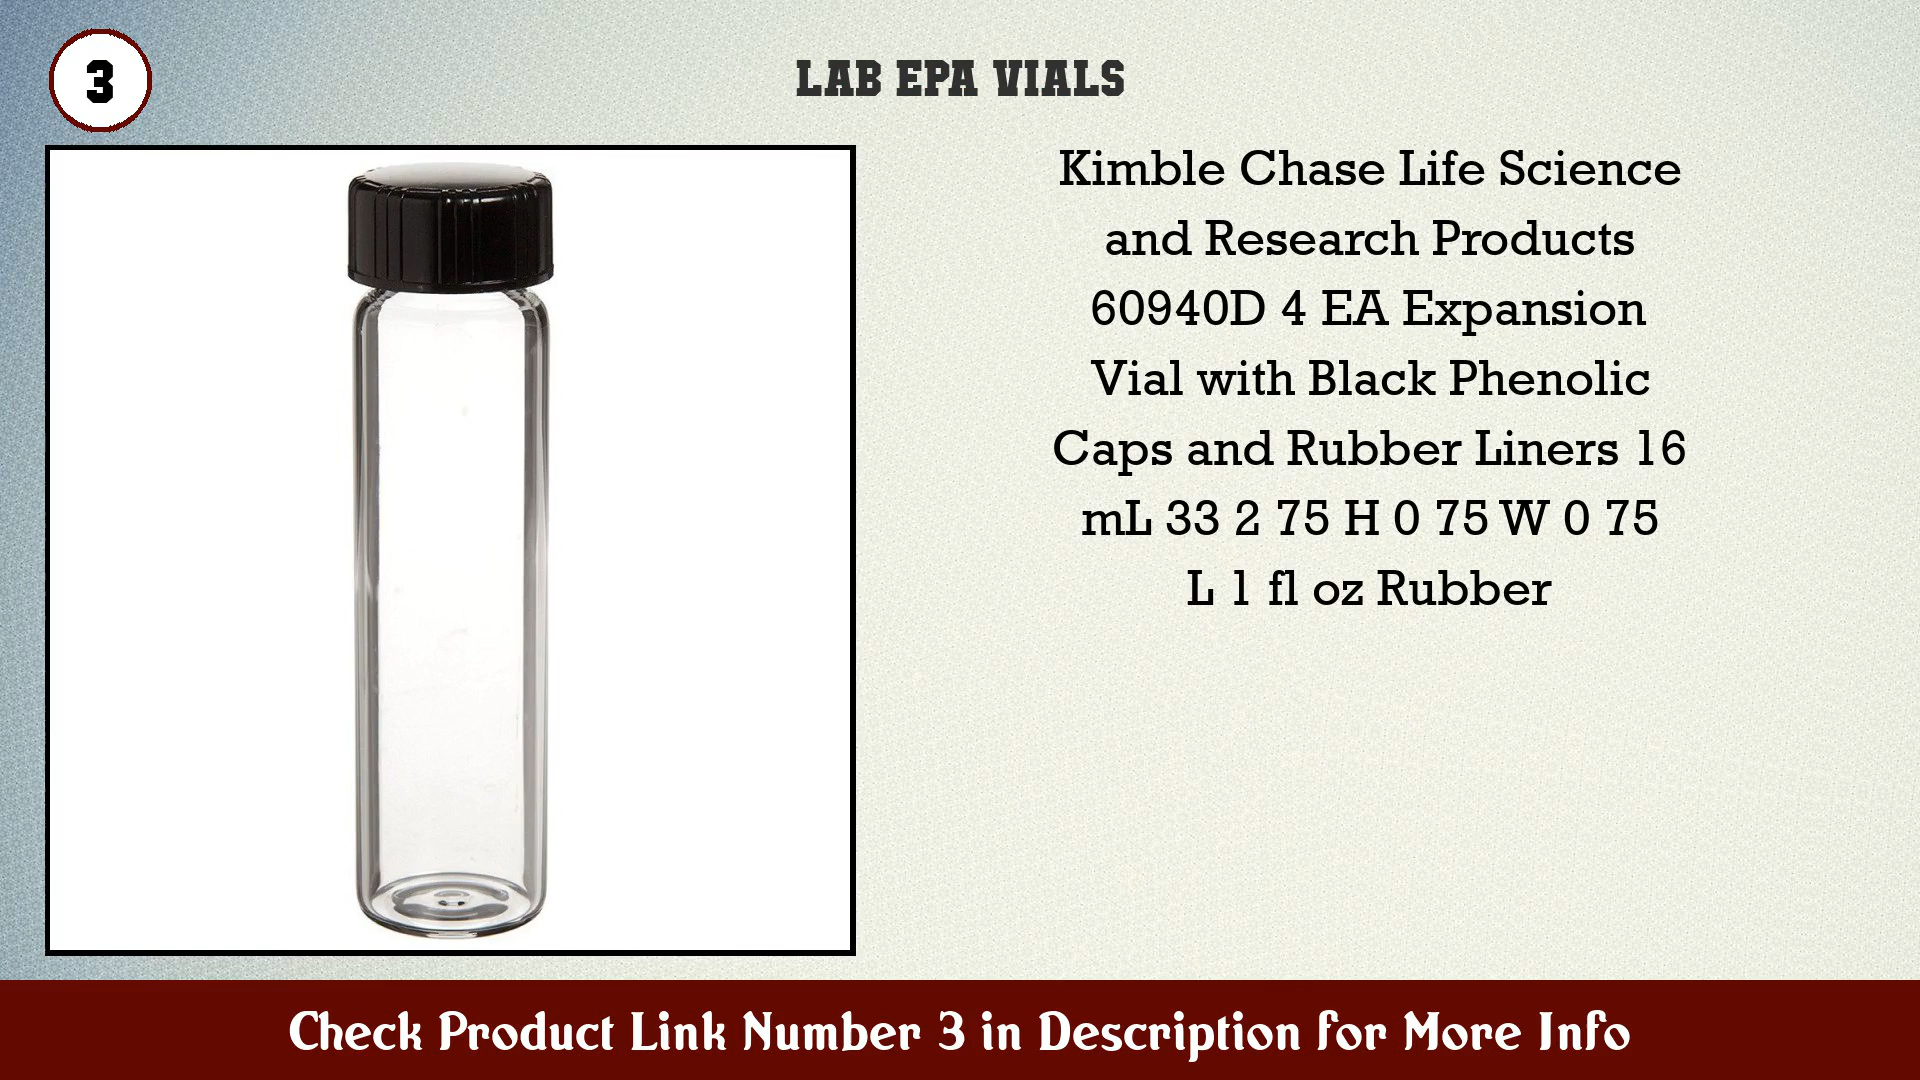 3
LAB EPA VIALS
Kimble Chase Life Science
and Research Products
60940D 4 EA Expansion
Vial with Black Phenolic
Caps and Rubber Liners 16
mL 33 2 75 H 0 75 W 0 75
L 1 fl oz Rubber
Check Product Link Number 3 in Description for More Info